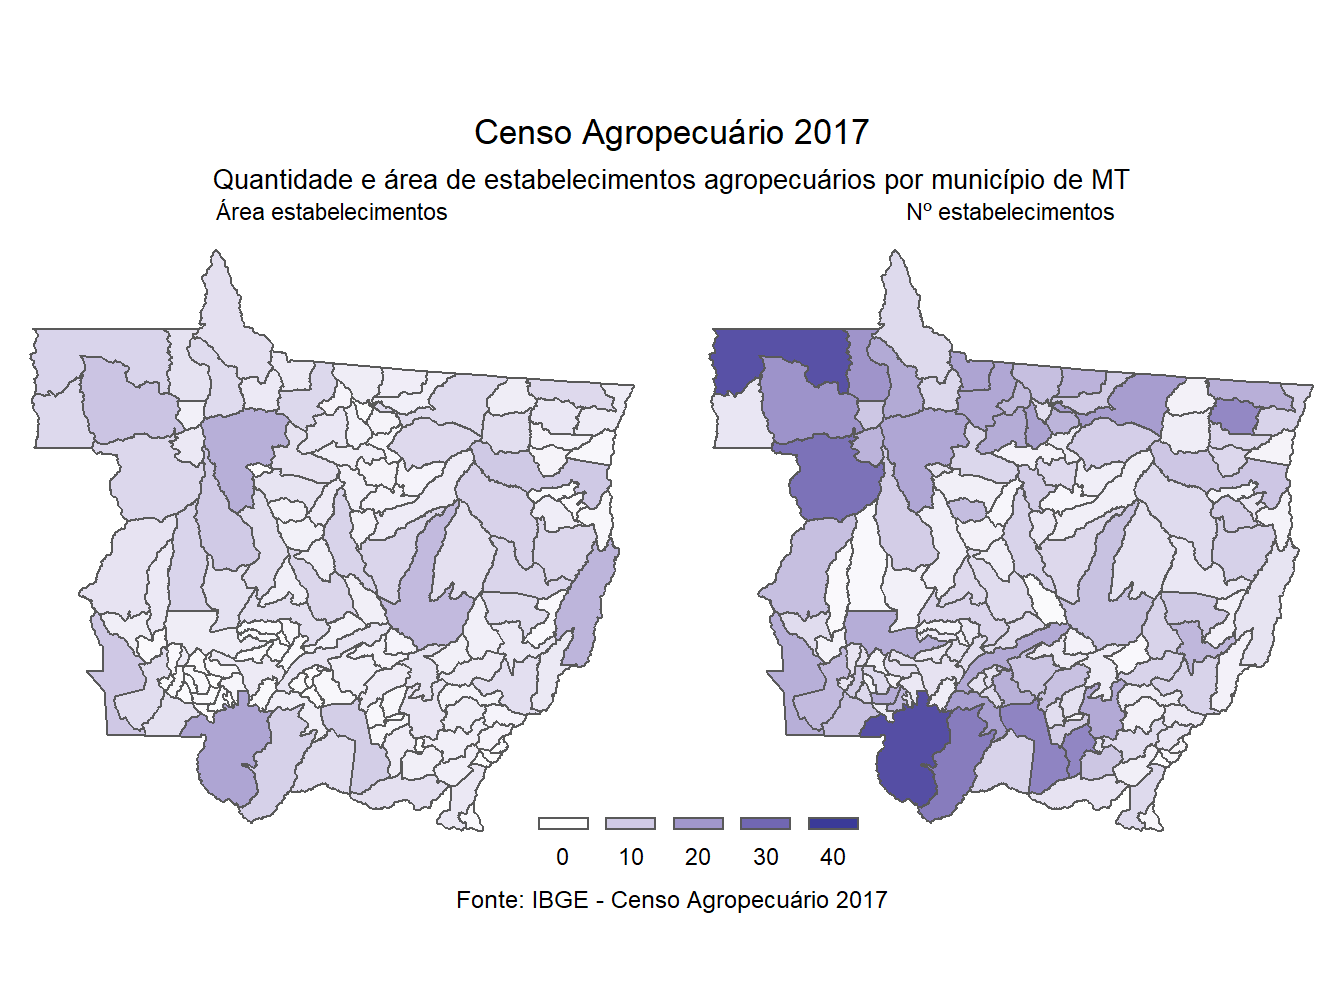 Censo Agropecuário 2017
Quantidade e área de estabelecimentos agropecuários por município de MT
Área estabelecimentos
Nº estabelecimentos
0 10 20 30 40
Fonte: IBGE - Censo Agropecuário 2017